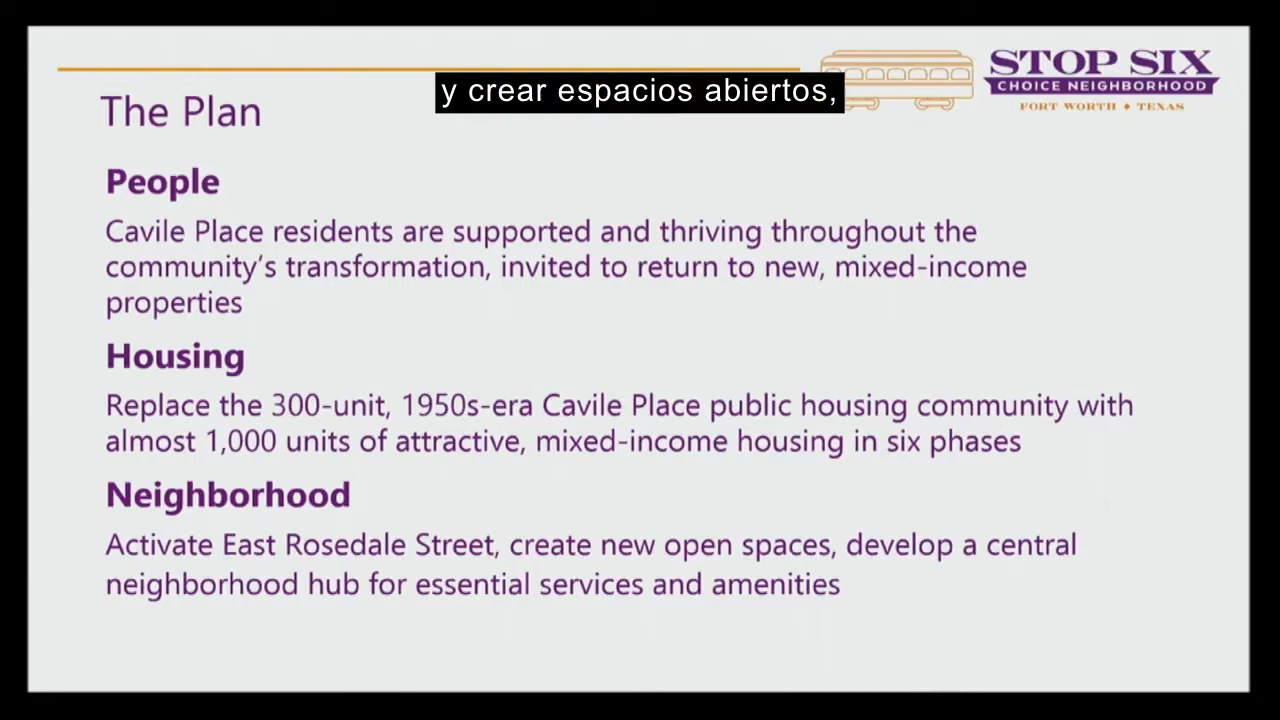 STOP SIX
CHOICE NEIGHBORHOOD
FORT WORTH ♦ TEXAS
y crear espacios abiertos,
The Plan
People
Cavile Place residents are supported and thriving throughout the
community's transformation, invited to return to new, mixed-income
properties
Housing
Replace the 300-unit, 1950s-era Cavile Place public housing community with
almost 1,000 units of attractive, mixed-income housing in six phases
Neighborhood
Activate East Rosedale Street, create new open spaces, develop a central
neighborhood hub for essential services and amenities